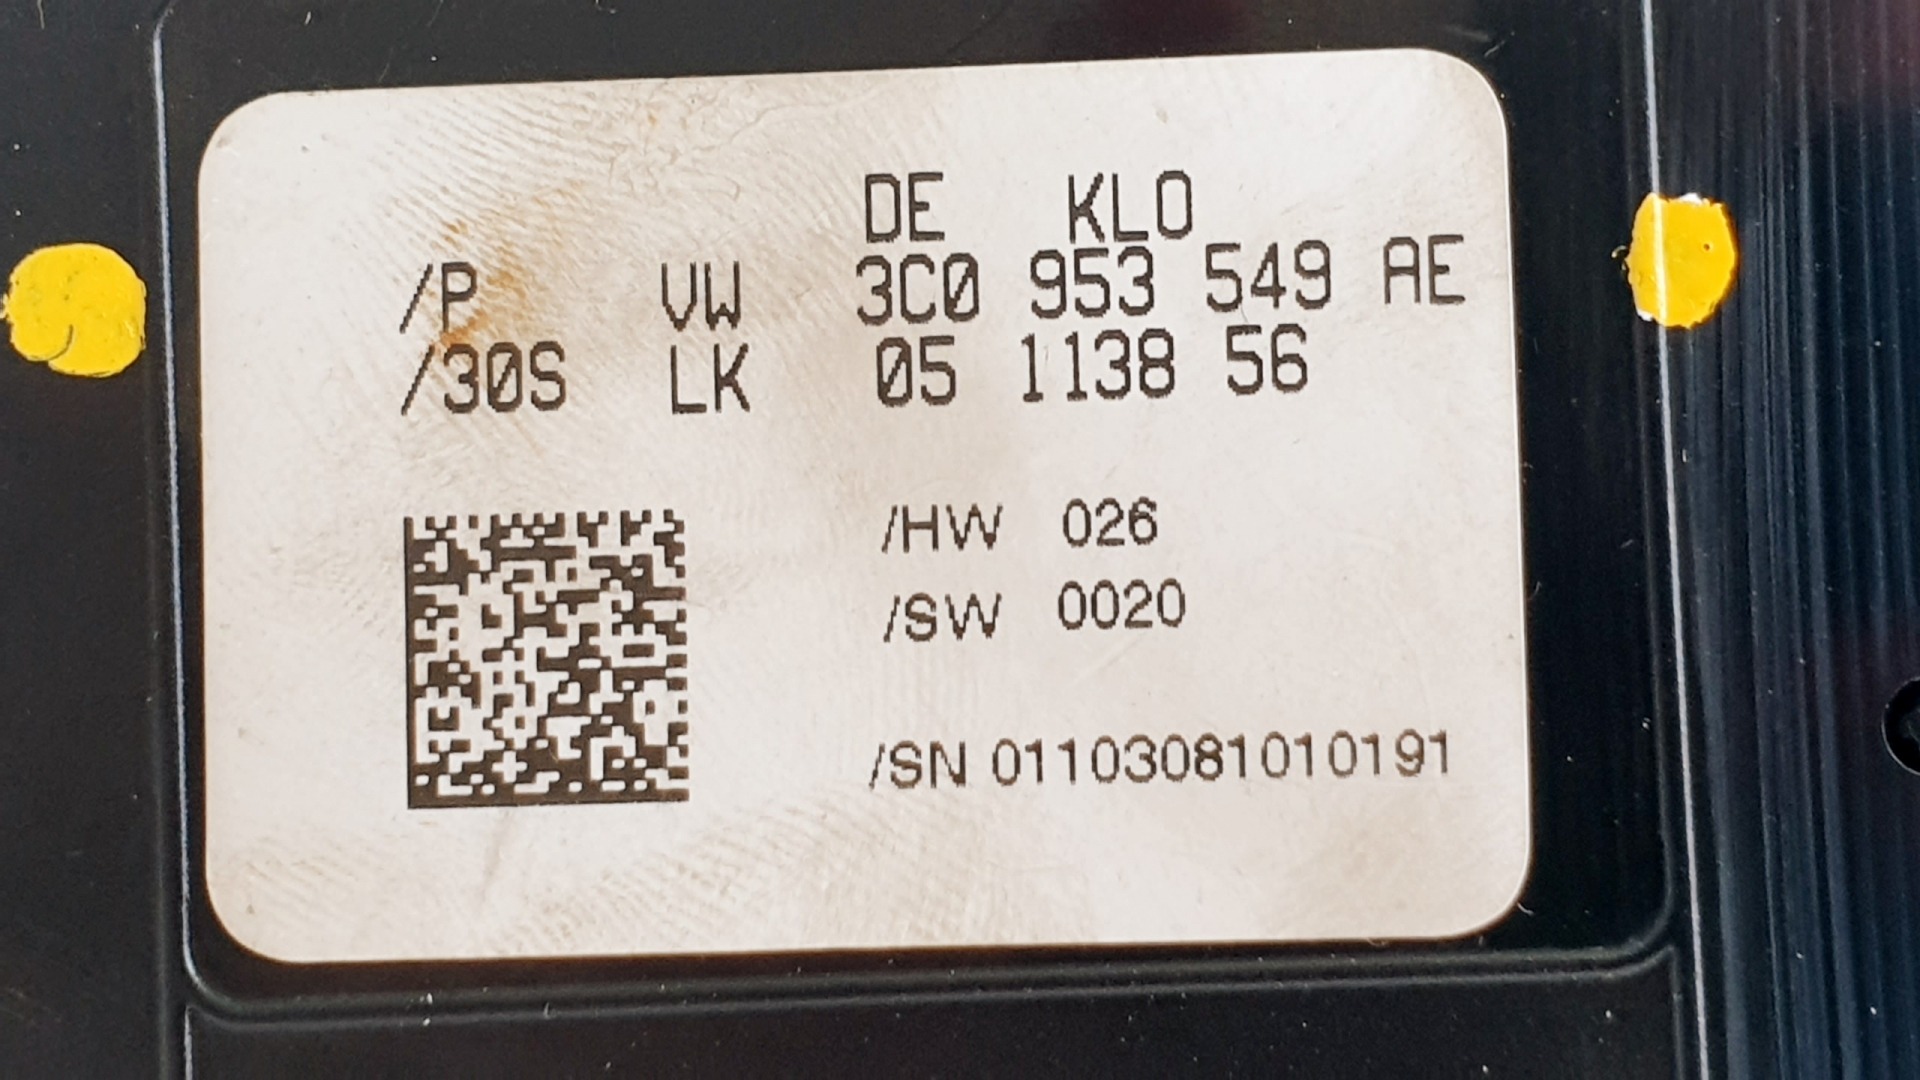 DE KLO
/P VW 3C0 953 549 AE
/30S LK 05 1138 56
/HW 026
/SW 0020
/SN 01103081010191